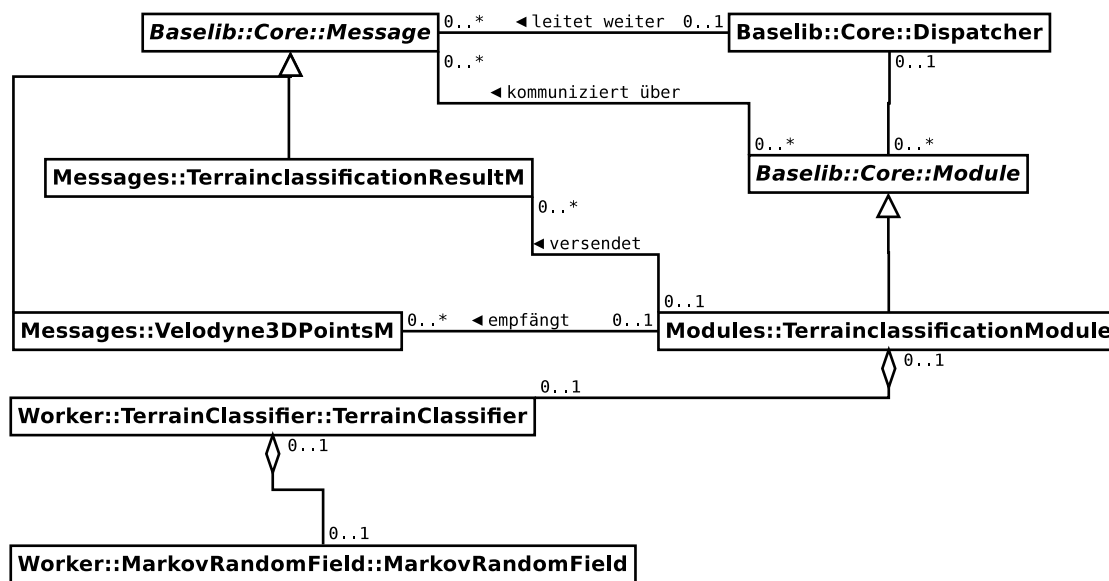 Baselib::Core::Message
0..* ◄ leitet weiter 0..1
Baselib::Core::Dispatcher
0..*
0..1
◄ kommuniziert über
0..*
0..*
Messages::TerrainclassificationResultM
Baselib::Core::Module
0..*
◄ versendet
0..1
Messages::Velodyne3DPointsM
0..* ◄ empfängt 0..1
Modules::TerrainclassificationModule
0..1
0..1
Worker::TerrainClassifier::TerrainClassifier
0..1
0..1
Worker::MarkovRandomField::MarkovRandomField